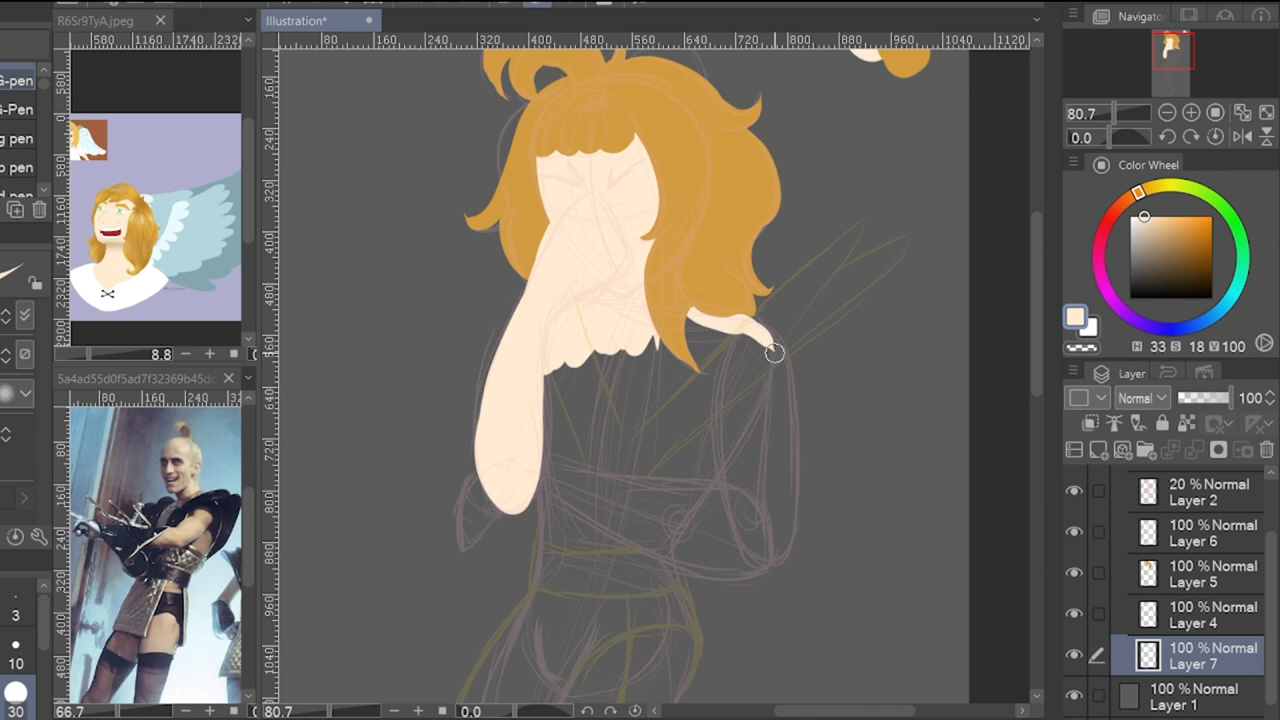 R6Sr9TyA.jpeg
Illustration*
Navigato
580 1160 1740 232
80 160 240 320 400 480 560 640 720 800 880 960 1040 1120
G-pen
G-Pen
g pen
pen
80.7
0.0
Color Wheel
8.8
5a4ad55d0f5ad7f32369b45dc
80 160 240 32
H 33 S 18 V 100
Layer
Normal 100
20 % Normal
Layer 2
100 % Normal
Layer 6
100 % Normal
Layer 5
100 % Normal
Layer 4
100 % Normal
Layer 7
100 % Normal
Layer 1
3
10
30
66.7
80.7
0.0